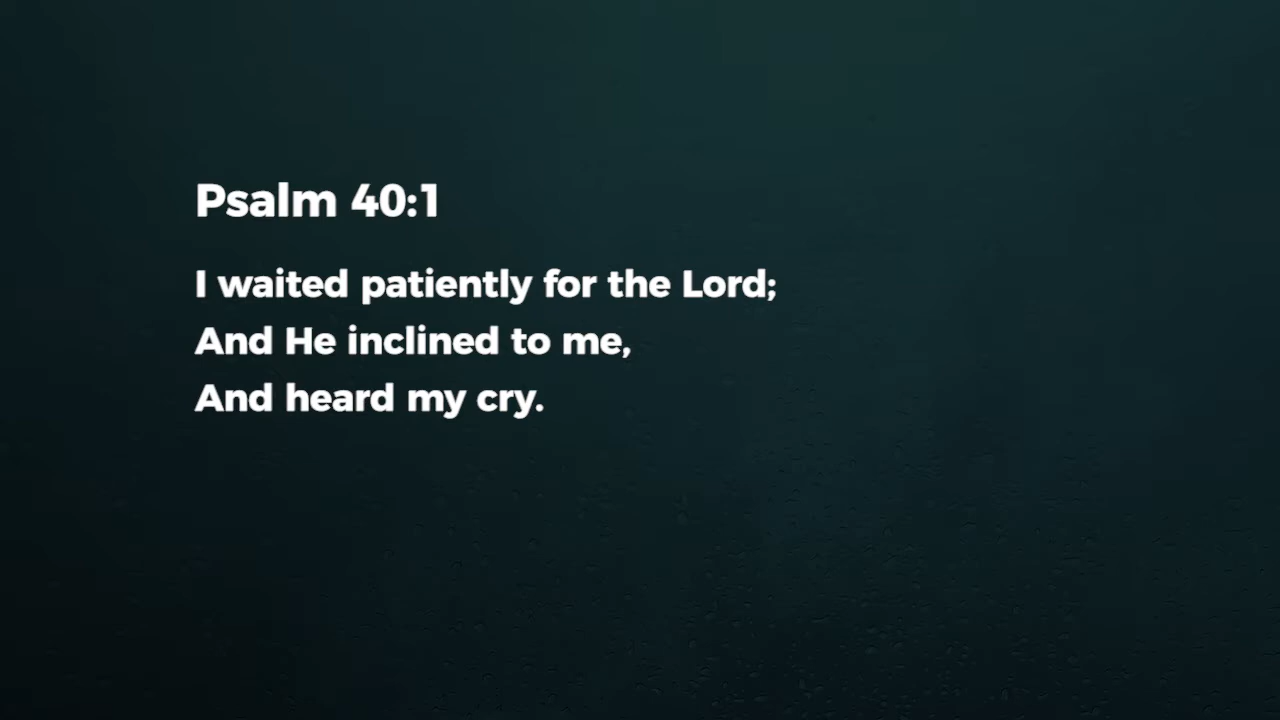 Psalm 40:1
I waited patiently for the Lord;
And He inclined to me,
And heard my cry.